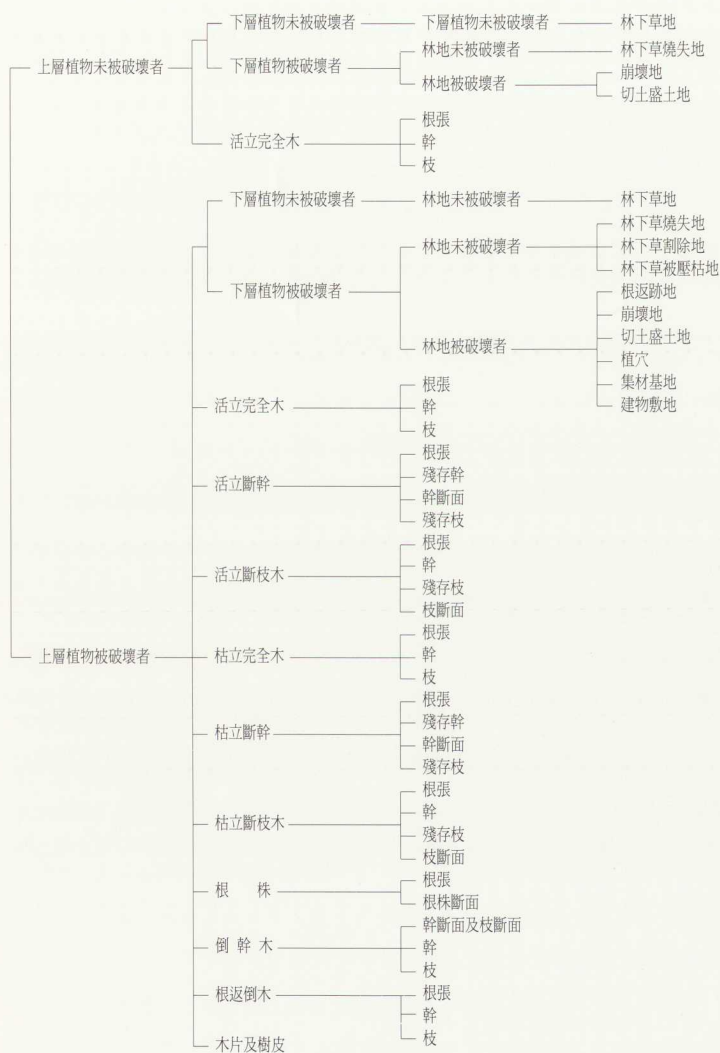 下層植物未被破壞者 下層植物未被破壞者 林下草地
上層植物未被破壞者 下層植物被破壞者 林地未被破壞者 林下草燒失地
林地被破壞者 崩壞地
切土盛土地
活立完全木 根張
幹
枝
下層植物未被破壞者 林地未被破壞者 林下草地
下層植物被破壞者 林地未被破壞者 林下草燒失地
林下草割除地
林下草被壓枯地
林地被破壞者 根返跡地
崩壞地
切土盛土地
植穴
集材基地
建物敷地
活立完全木 根張
幹
枝
活立斷幹 根張
殘存幹
幹斷面
殘存枝
活立斷枝木 根張
幹
殘存枝
枝斷面
上層植物被破壞者 枯立完全木 根張
幹
枝
枯立斷幹 根張
殘存幹
幹斷面
殘存枝
枯立斷枝木 根張
幹
殘存枝
枝斷面
根株 根張
根株斷面
倒幹木 幹斷面及枝斷面
幹
枝
根返倒木 根張
幹
枝
木片及樹皮